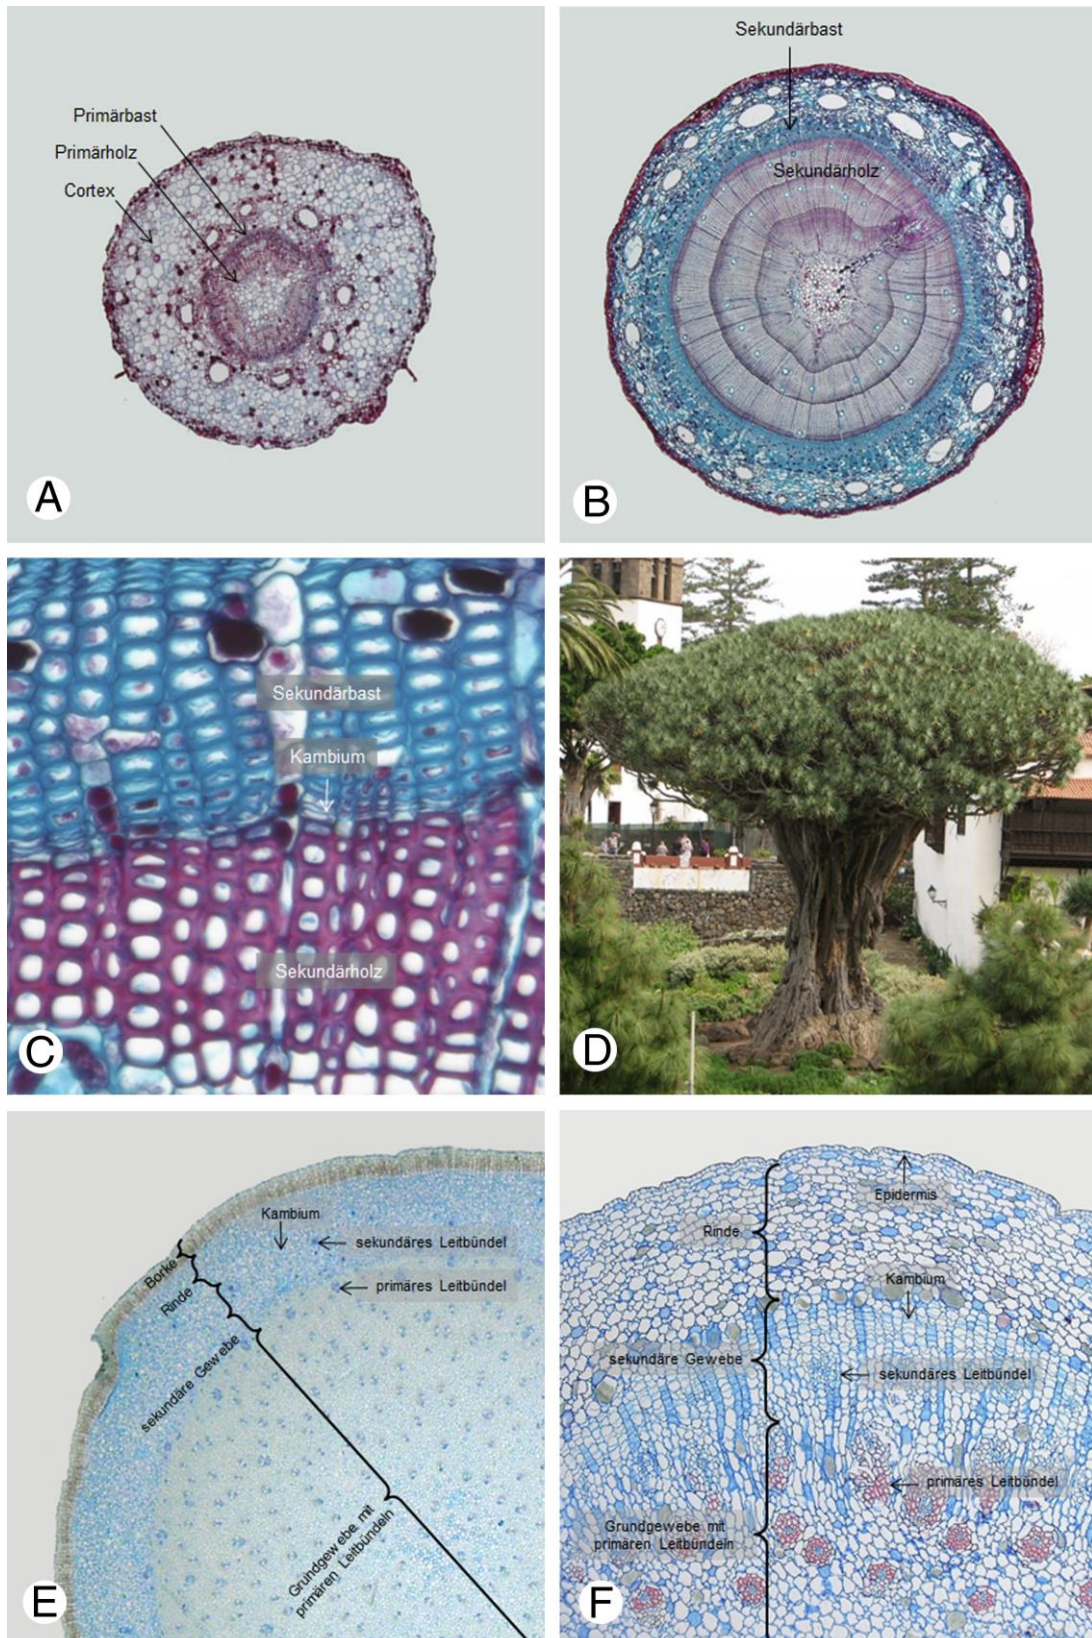 Primärbast
Primärholz
Cortex
A
Sekundärbast
Sekundärholz
B
Sekundärbast
Kambium
Sekundärholz
C
D
Kambium
sekundäres Leitbündel
primäres Leitbündel
Borke
Rinde
sekundäre Gewebe
Grundgewebe mit
primären Leitbündeln
E
Epidermis
Rinde
Kambium
sekundäre Gewebe
sekundäres Leitbündel
primäres Leitbündel
Grundgewebe mit
primären Leitbündeln
F